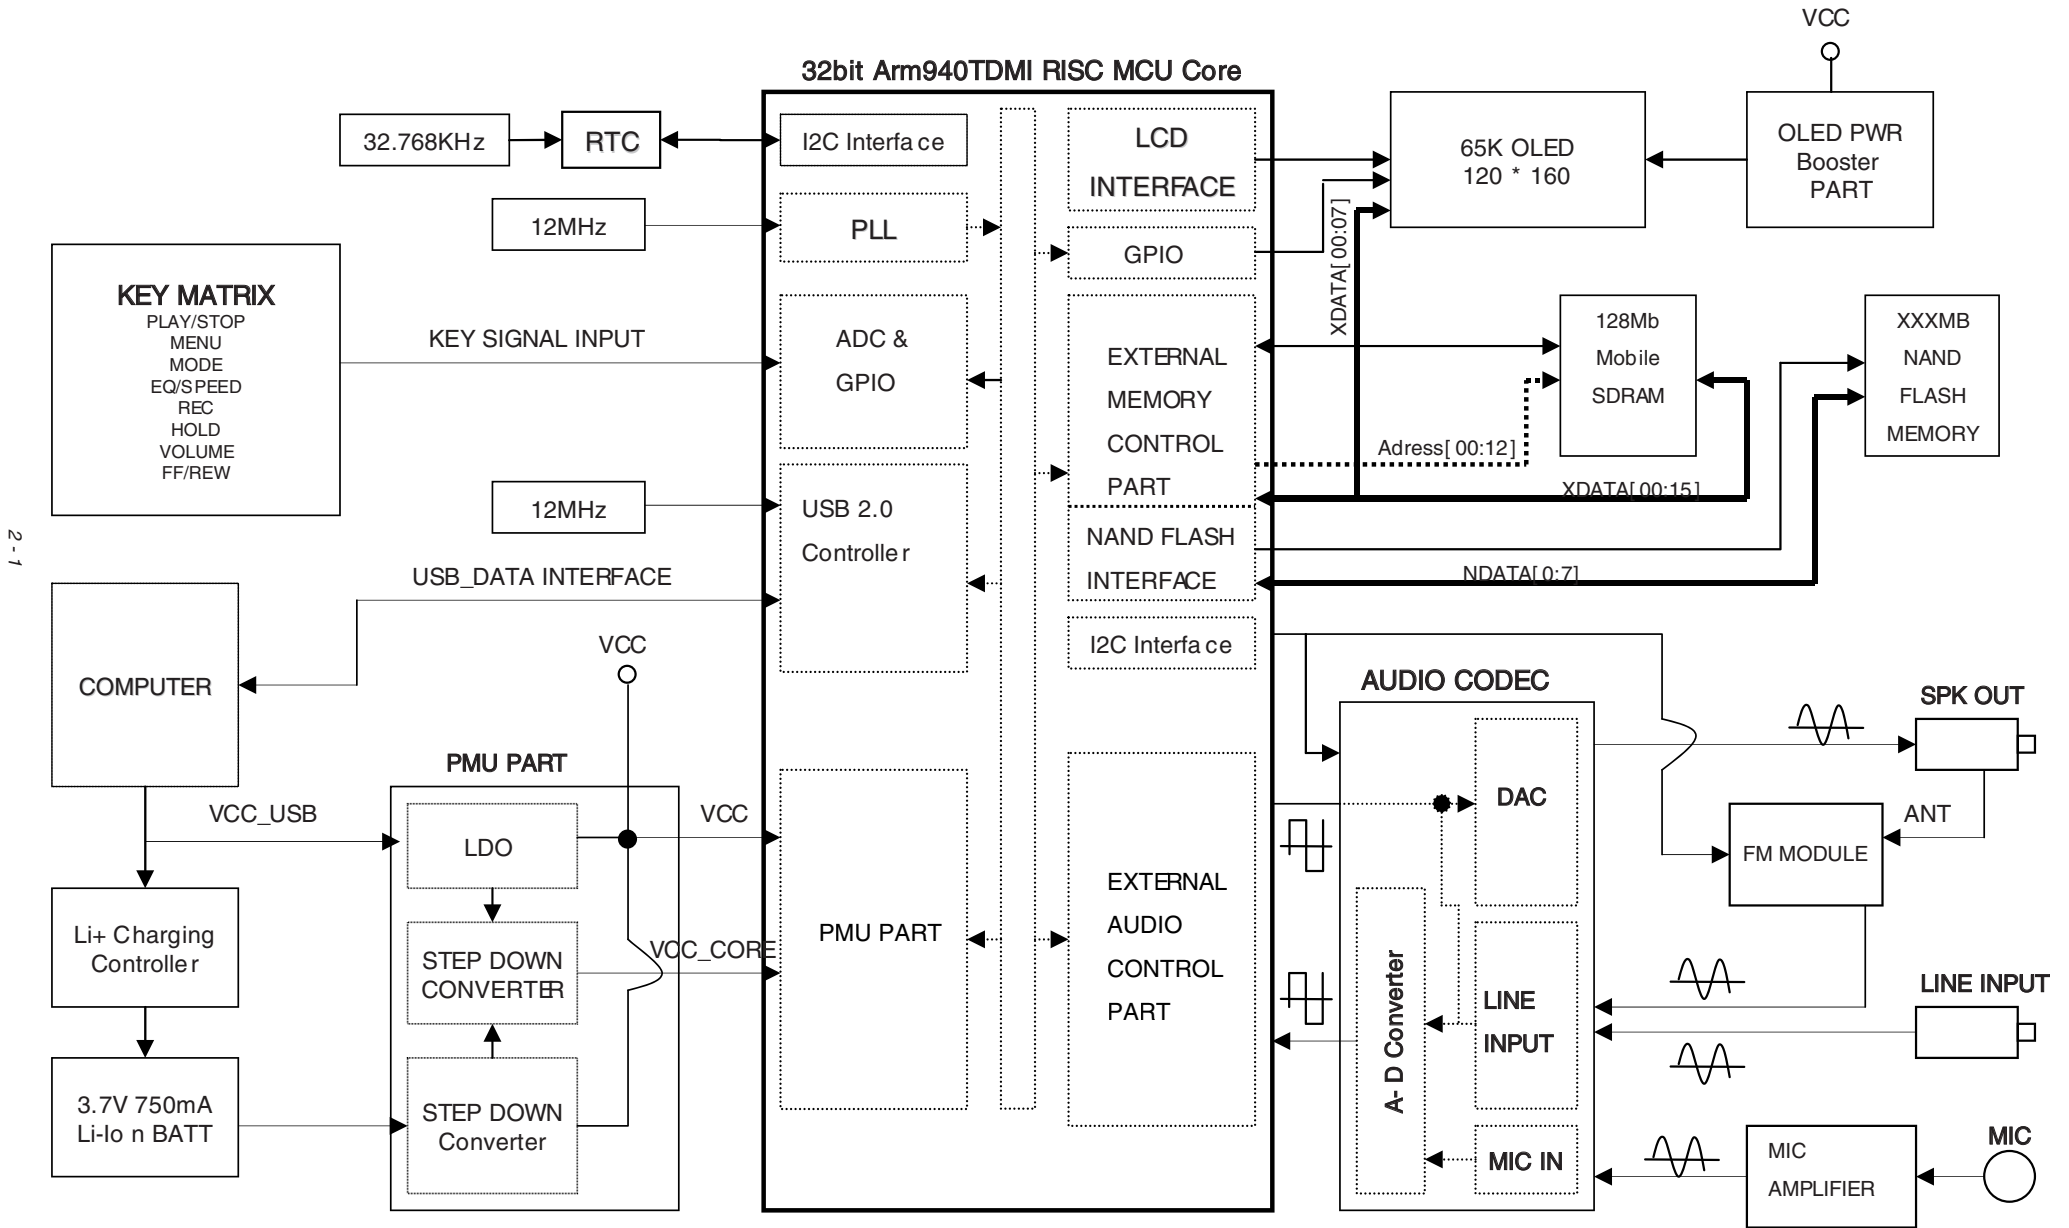 VCC
32bit Arm940TDMI RISC MCU Core
32.768KHz
RTC
I2C Interface
LCD
INTERFACE
65K OLED
120 * 160
OLED PWR
Booster
PART
12MHz
PLL
GPIO
XDATA[00:07]
KEY MATRIX
PLAY/STOP
MENU
MODE
EQ/SPEED
REC
HOLD
VOLUME
FF/REW
KEY SIGNAL INPUT
ADC &
GPIO
EXTERNAL
MEMORY
CONTROL
PART
128Mb
Mobile
SDRAM
XXXMB
NAND
FLASH
MEMORY
Adress[00:12]
XDATA[00:15]
12MHz
USB 2.0
Controller
NAND FLASH
INTERFACE
NDATA[0:7]
2 - 1
USB_DATA INTERFACE
COMPUTER
VCC
I2C Interface
AUDIO CODEC
SPK OUT
PMU PART
VCC_USB
LDO
VCC
DAC
ANT
FM MODULE
Li+ Charging
Controller
STEP DOWN
CONVERTER
VCC_CORE
PMU PART
EXTERNAL
AUDIO
CONTROL
PART
A- D Converter
LINE
INPUT
LINE INPUT
3.7V 750mA
Li-Io n BATT
STEP DOWN
Converter
MIC IN
MIC
AMPLIFIER
MIC